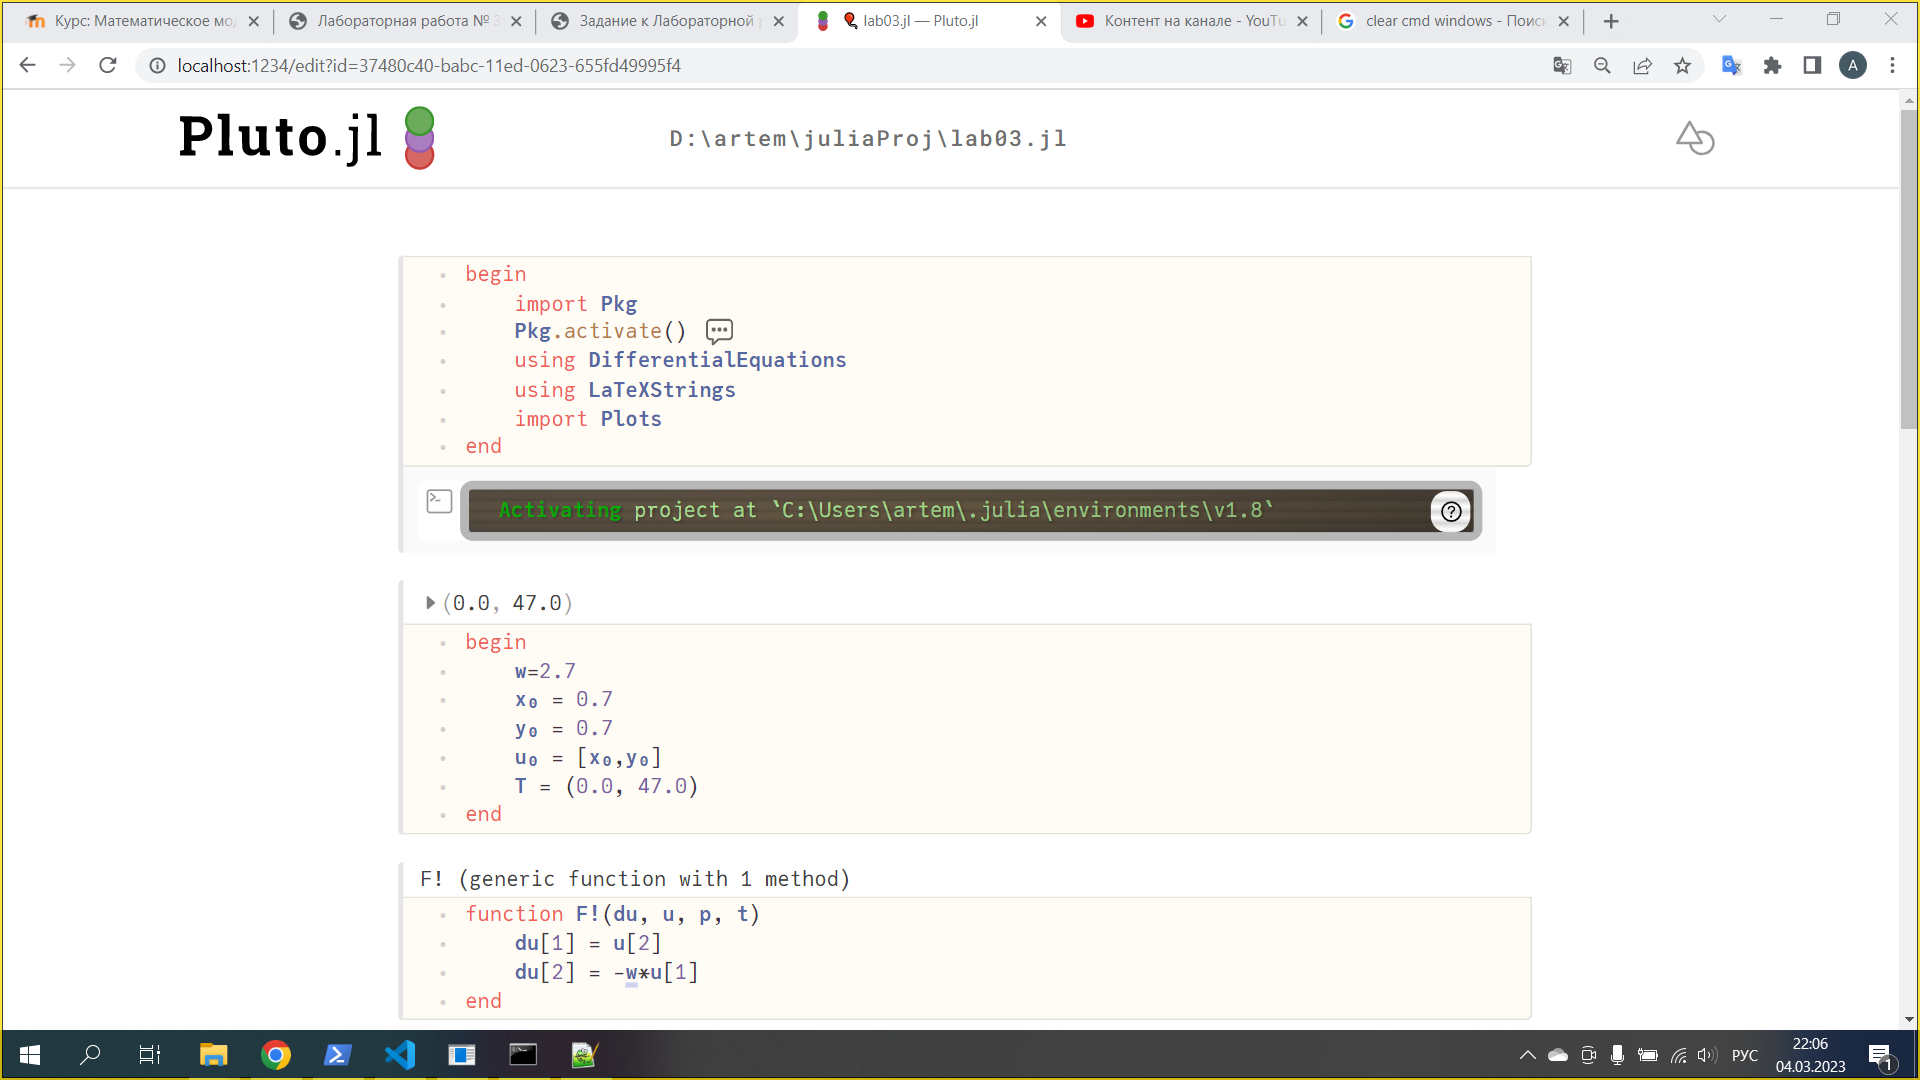 Курс: Математическое мо
Лабораторная работа № 3
Задание к Лабораторной р
lab03.jl — Pluto.jl
Контент на канале - YouTu
clear cmd windows - Поиск
localhost:1234/edit?id=37480c40-babc-11ed-0623-655fd49995f4
A
Pluto.jl
D:\artem\juliaProj\lab03.jl
begin
import Pkg
Pkg.activate()
using DifferentialEquations
using LaTeXStrings
import Plots
end
Activating project at `C:\Users\artem\.julia\environments\v1.8`
(0.0, 47.0)
begin
w=2.7
x₀ = 0.7
y₀ = 0.7
u₀ = [x₀,y₀]
T = (0.0, 47.0)
end
F! (generic function with 1 method)
function F!(du, u, p, t)
du[1] = u[2]
du[2] = -w*u[1]
end
РУС
22:06
04.03.2023
1